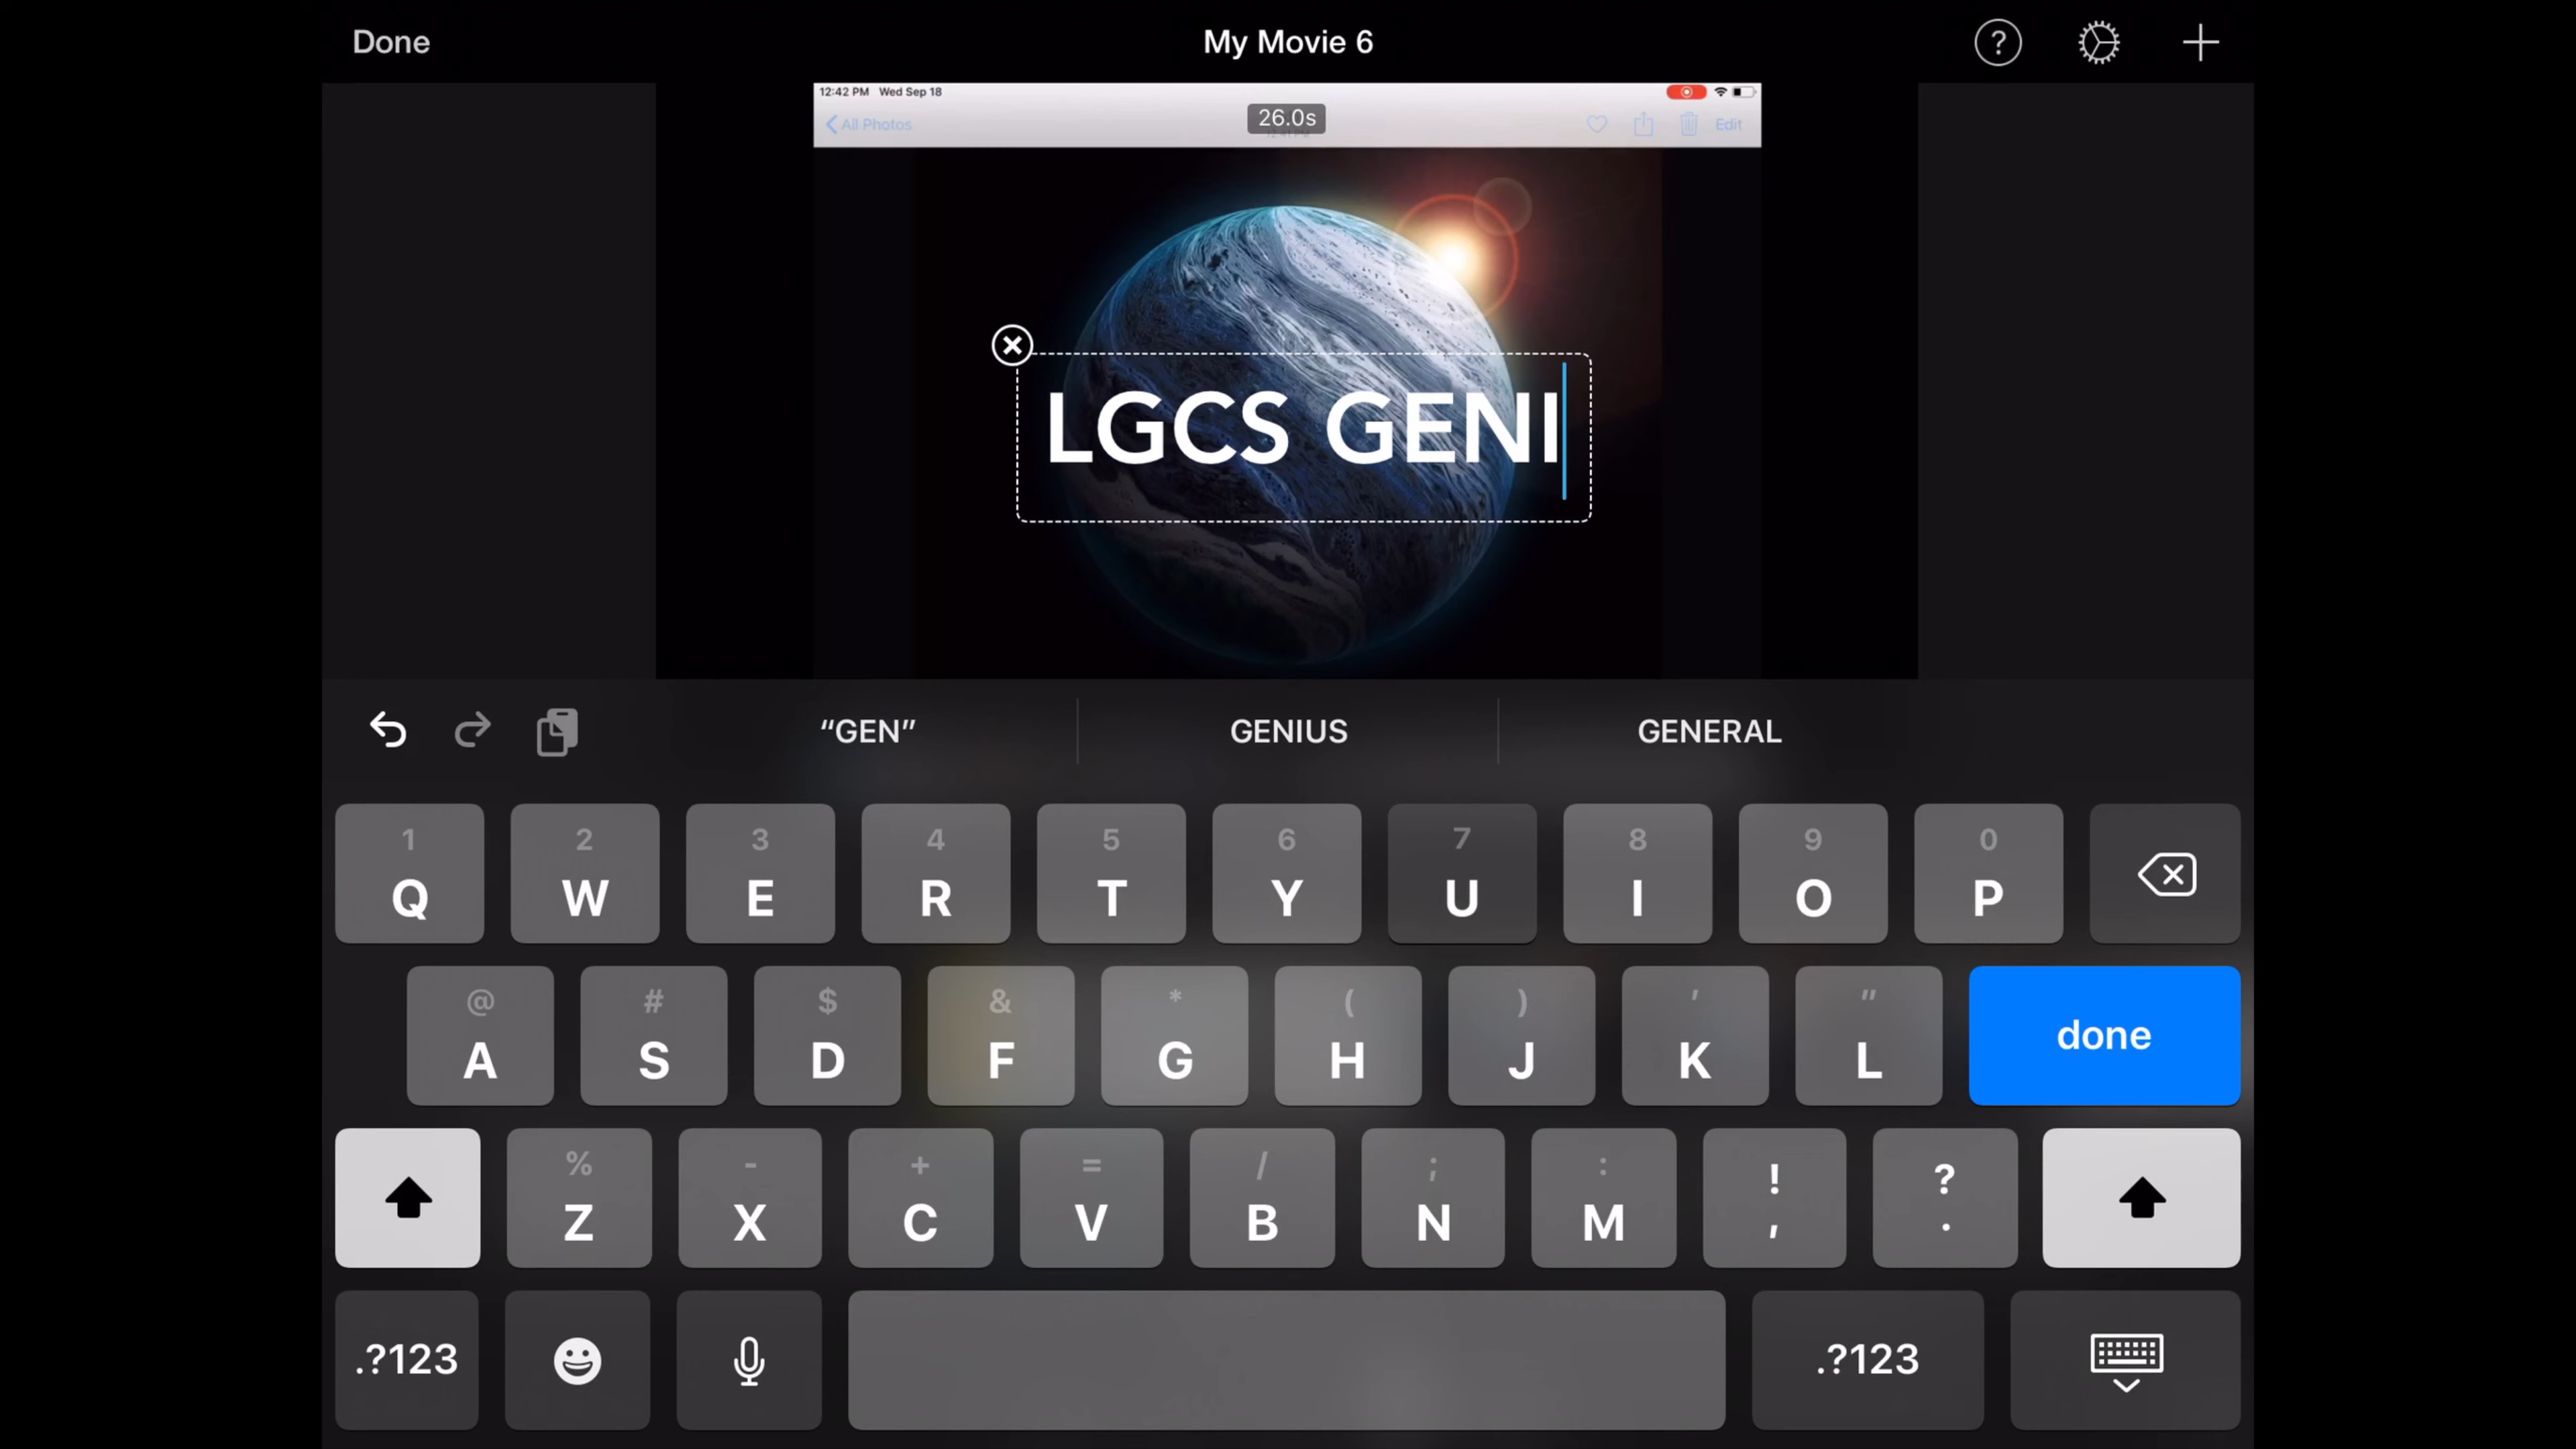 Done My Movie 6 ?
12:42 PM Wed Sep 18
All Photos 26.0s Edit
LGCS GENI
“GEN” GENIUS GENERAL
1 2 3 4 5 6 7 8 9 0
Q W E R T Y U I O P
@ # $ & * ( ) ' "
A S D F G H J K L done
% - + = / ; : ! ?
Z X C V B N M , .
.?123 .?123